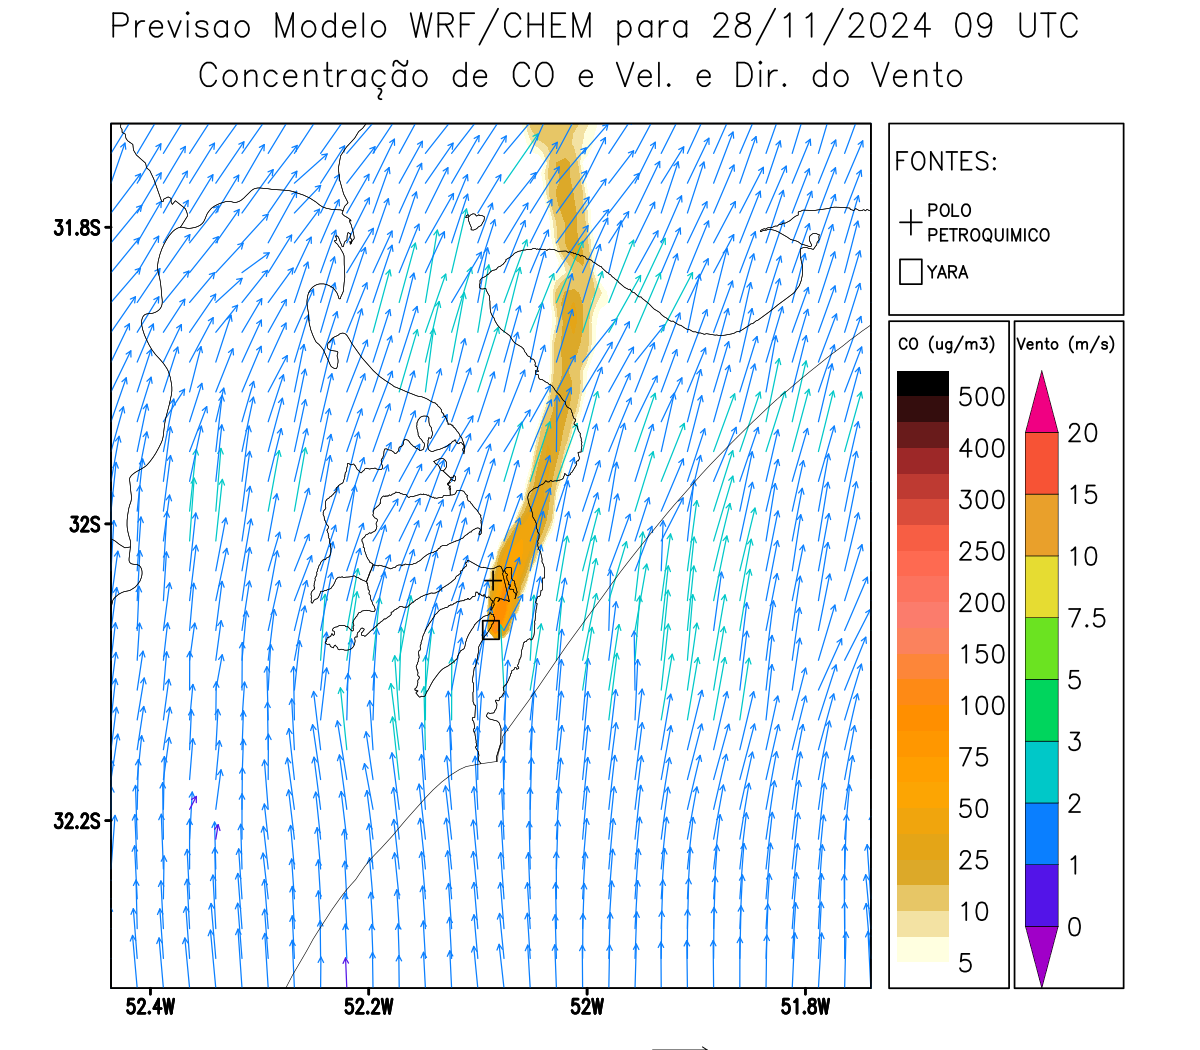 Previsao Modelo WRF/CHEM para 28/11/2024 09 UTC
Concentração de CO e Vel. e Dir. do Vento
FONTES:
POLO
PETROQUIMICO
YARA
CO (ug/m3)
500
400
300
250
200
150
100
75
50
25
10
5
Vento (m/s)
20
15
10
7.5
5
3
2
1
0
31.8S
32S
32.2S
52.4W
52.2W
52W
51.8W